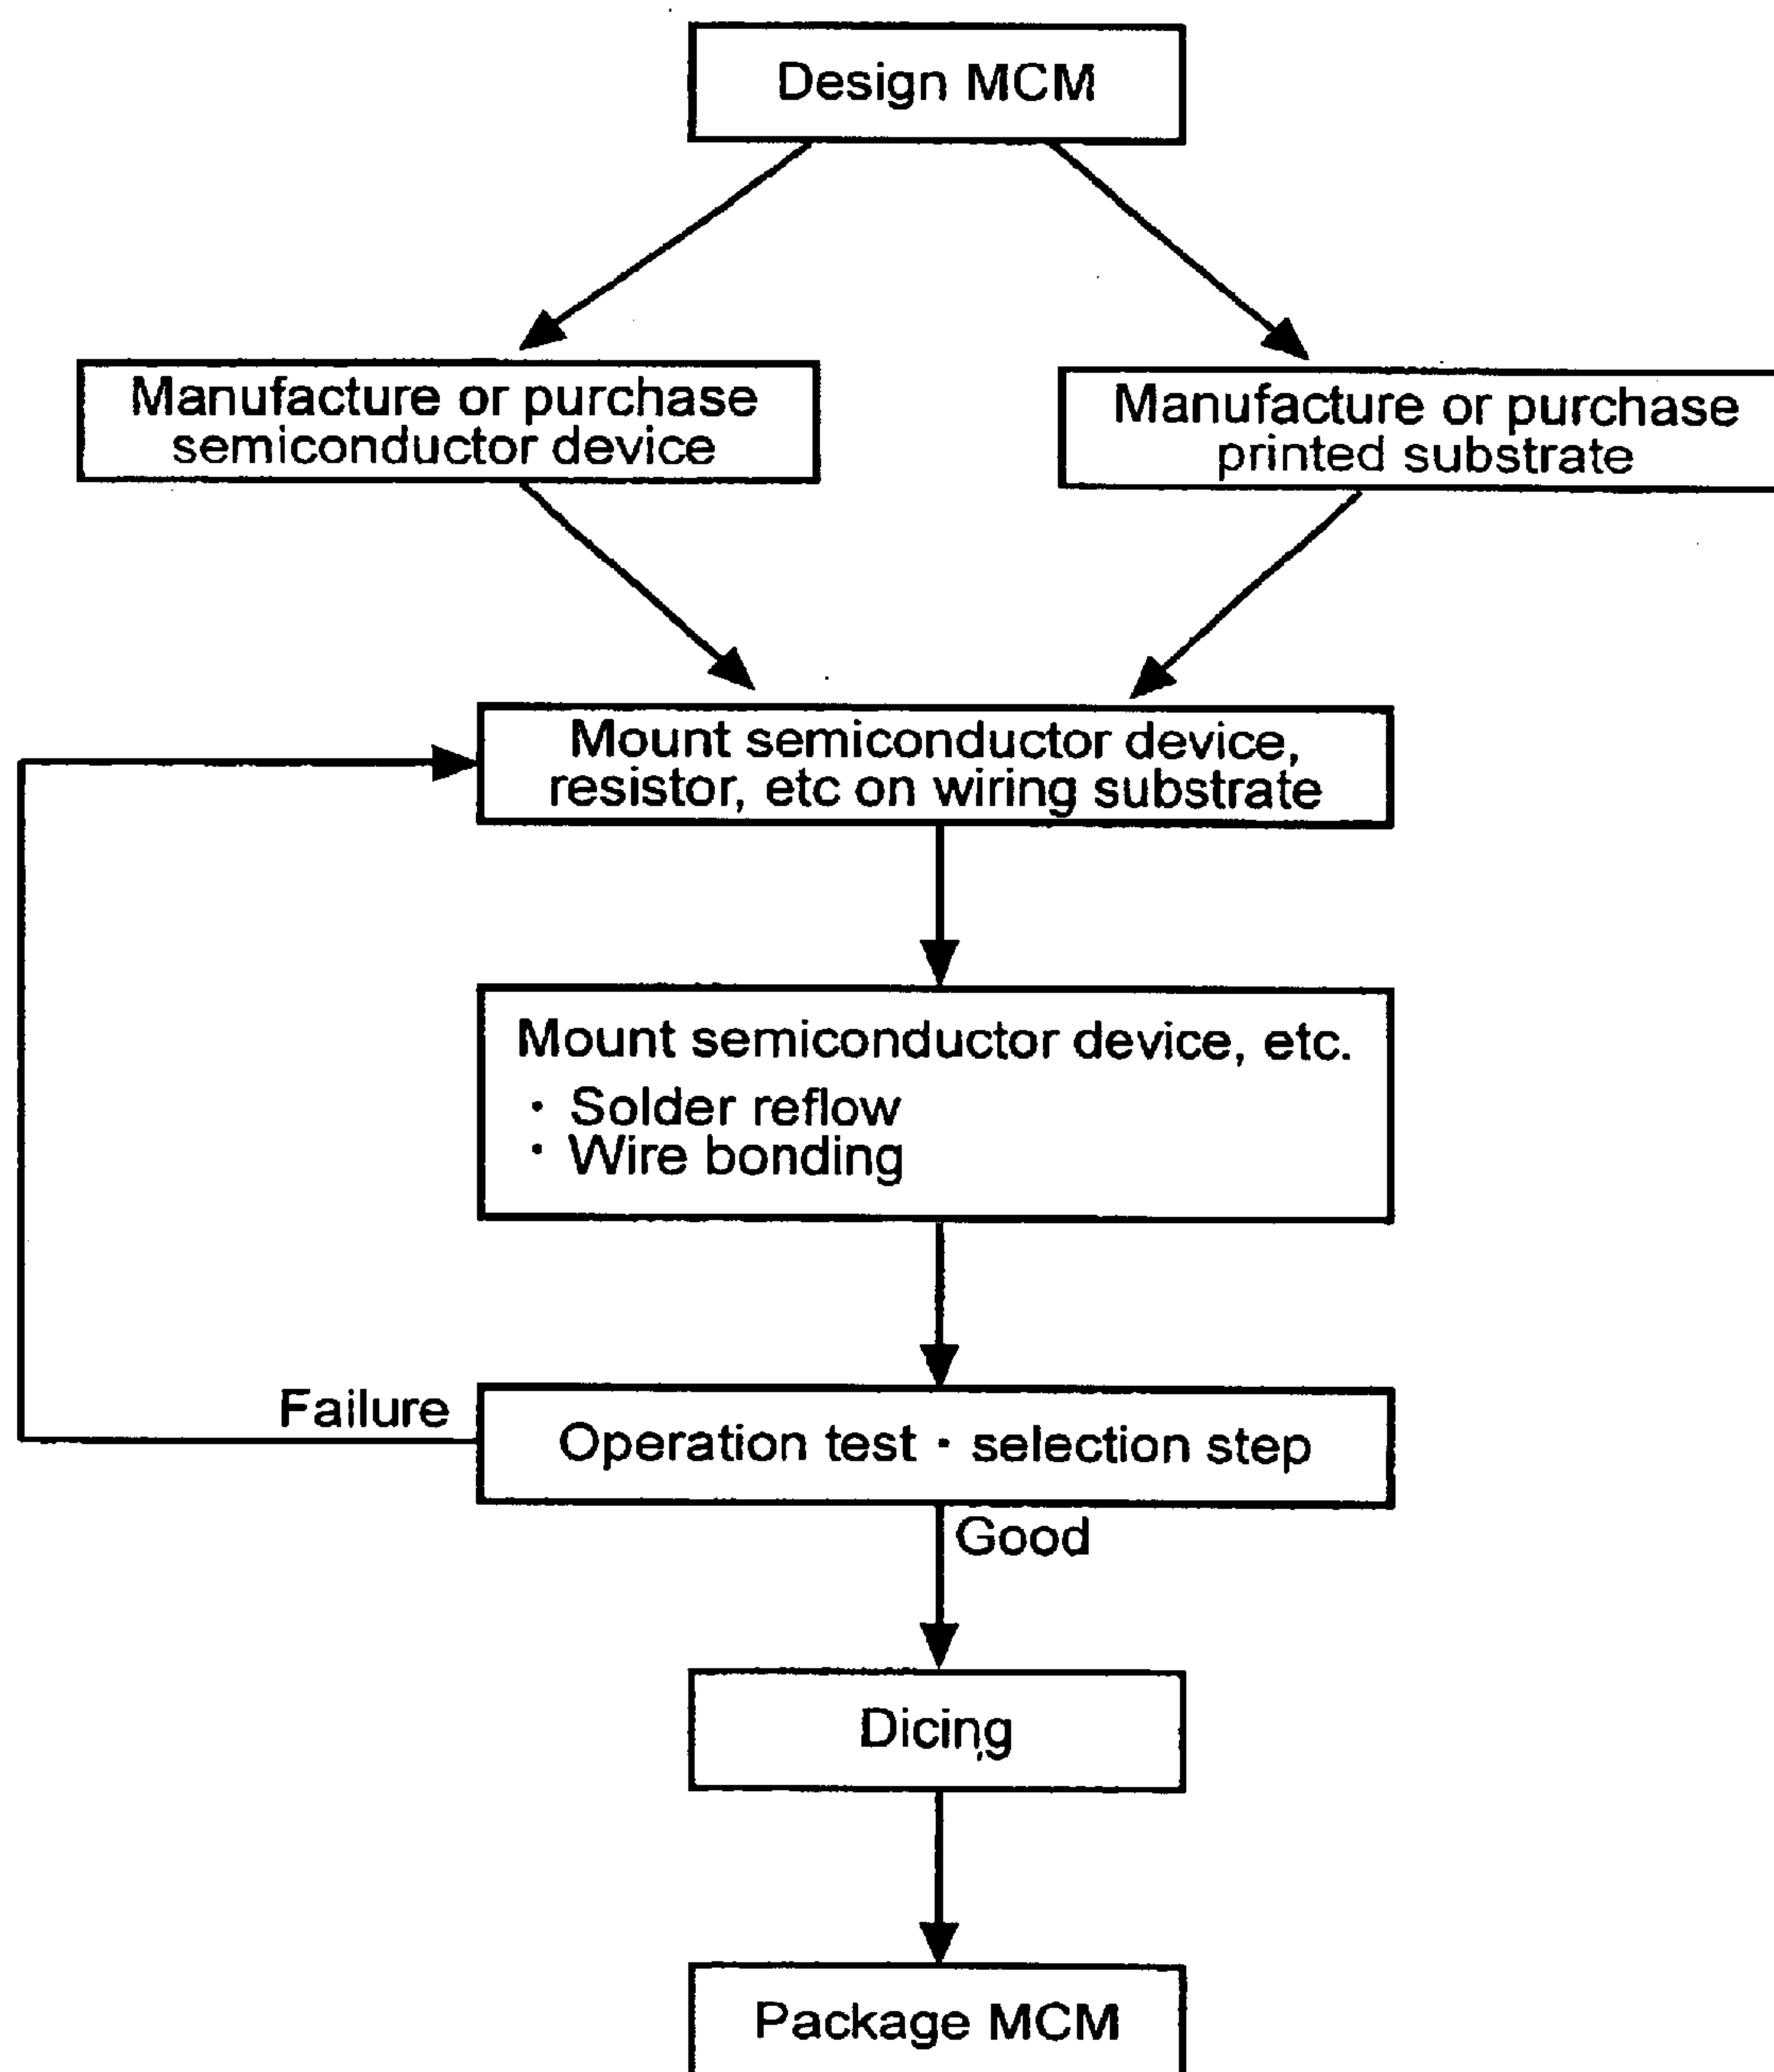 Design MCM
Manufacture or purchase
semiconductor device
Manufacture or purchase
printed substrate
Mount semiconductor device,
resistor, etc on wiring substrate
Mount semiconductor device, etc.
・ Solder reflow
・ Wire bonding
Failure
Operation test・selection step
Good
Dicing
Package MCM